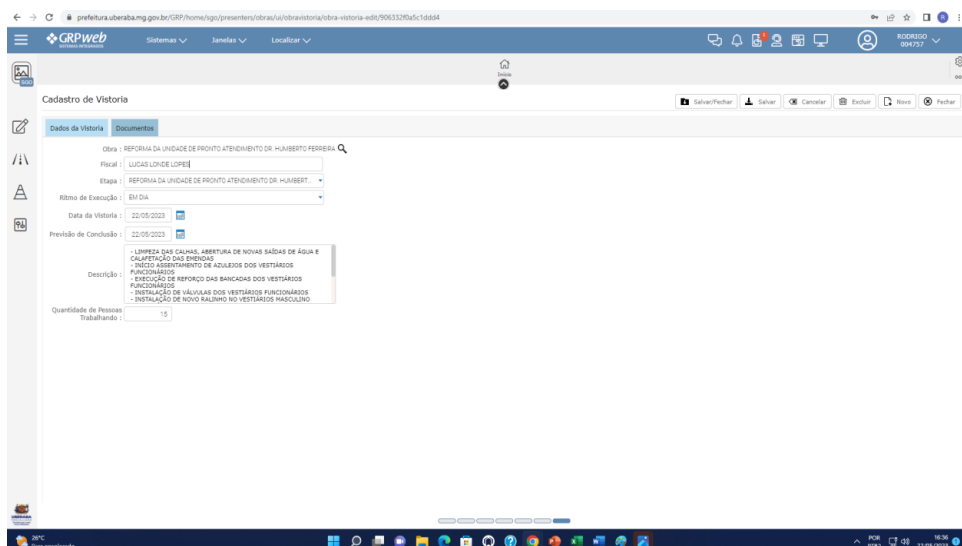 prefeitura.uberaba.mg.gov.br/GRP/home/sgo/presenters/obras/ui/obravistoria/obra-vistoria-edit/906332f0a5c1ddd4
R
GRPweb
SISTEMAS INTEGRADOS
Sistemas
Janelas
Localizar
RODRIGO
004757
SGO
Início
Cadastro de Vistoria
Salvar/Fechar
Salvar
Cancelar
Excluir
Novo
Fechar
Dados da Vistoria
Documentos
Obra : REFORMA DA UNIDADE DE PRONTO ATENDIMENTO DR. HUMBERTO FERREIRA
Fiscal : LUCAS LONDE LOPES
Etapa : REFORMA DA UNIDADE DE PRONTO ATENDIMENTO DR. HUMBERT...
Ritmo de Execução : EM DIA
Data da Vistoria : 22/05/2023
Previsão de Conclusão : 22/05/2023
Descrição :
- LIMPEZA DAS CALHAS, ABERTURA DE NOVAS SAÍDAS DE ÁGUA E
CALAFETAÇÃO DAS EMENDAS
- INÍCIO ASSENTAMENTO DE AZULEJOS DOS VESTIÁRIOS
FUNCIONÁRIOS
- EXECUÇÃO DE REFORÇO DAS BANCADAS DOS VESTIÁRIOS
FUNCIONÁRIOS
- INSTALAÇÃO DE VÁLVULAS DOS VESTIÁRIOS FUNCIONÁRIOS
- INSTALAÇÃO DE NOVO RALINHO NO VESTIÁRIOS MASCULINO
Quantidade de Pessoas
Trabalhando : 15
UBERABA
26°C
POR
16:36